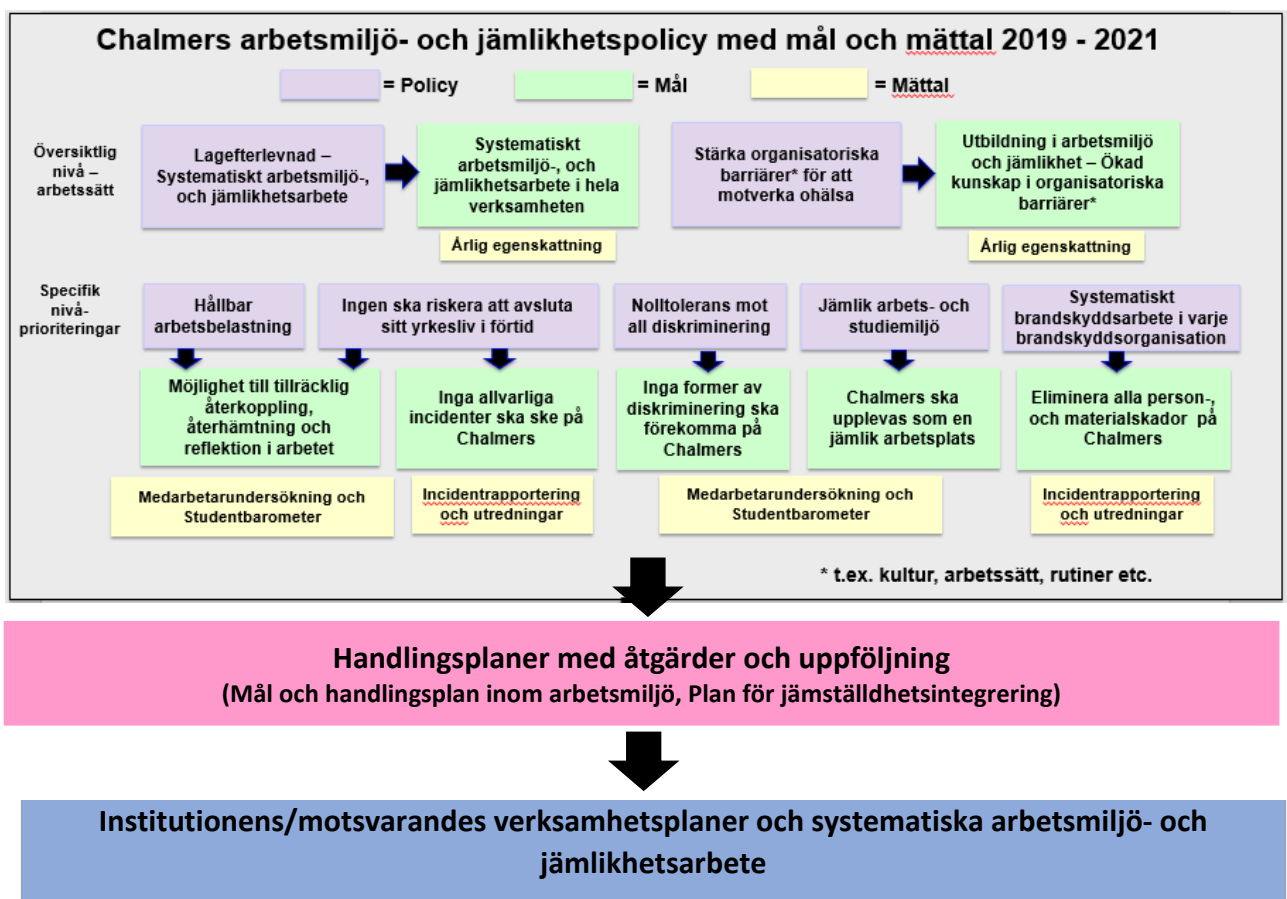 Chalmers arbetsmiljö- och jämlikhetspolicy med mål och mättal 2019 - 2021
= Policy
= Mål
= Mättal
Översiktlig
nivå –
arbetssätt
Lagefterlevnad –
Systematiskt arbetsmiljö-,
och jämlikhetsarbete
Systematiskt
arbetsmiljö-, och
jämlikhetsarbete i hela
verksamheten
Årlig egenskattning
Stärka organisatoriska
barriärer* för att
motverka ohälsa
Utbildning i arbetsmiljö
och jämlikhet – Ökad
kunskap i organisatoriska
barriärer*
Årlig egenskattning
Specifik
nivå-
prioriteringar
Hållbar
arbetsbelastning
Ingen ska riskera att avsluta
sitt yrkesliv i förtid
Nolltolerans mot
all diskriminering
Jämlik arbets- och
studiemiljö
Systematiskt
brandskyddsarbete i varje
brandskyddsorganisation
Möjlighet till tillräcklig
återkoppling,
återhämtning och
reflektion i arbetet
Inga allvarliga
incidenter ska ske på
Chalmers
Inga former av
diskriminering ska
förekomma på
Chalmers
Chalmers ska
upplevas som en
jämlik arbetsplats
Eliminera alla person-,
och materialskador på
Chalmers
Medarbetarundersökning och
Studentbarometer
Incidentrapportering
och utredningar
Medarbetarundersökning och
Studentbarometer
Incidentrapportering
och utredningar
* t.ex. kultur, arbetssätt, rutiner etc.
Handlingsplaner med åtgärder och uppföljning
(Mål och handlingsplan inom arbetsmiljö, Plan för jämställdhetsintegrering)
Institutionens/motsvarandes verksamhetsplaner och systematiska arbetsmiljö- och
jämlikhetsarbete